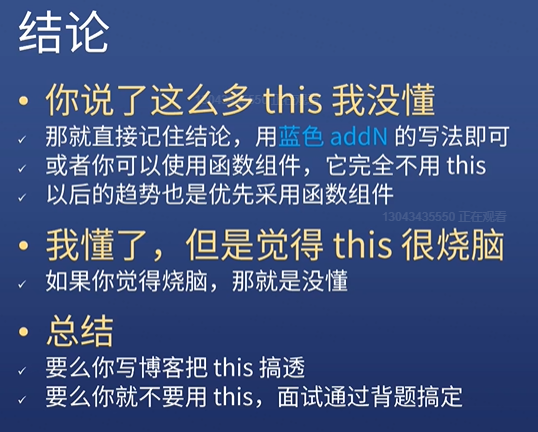 结论
• 你说了这么多 this 我没懂
✓ 那就直接记住结论，用蓝色 addN 的写法即可
✓ 或者你可以使用函数组件，它完全不用 this
✓ 以后的趋势也是优先采用函数组件
13043435550 正在观看
• 我懂了，但是觉得 this 很烧脑
✓ 如果你觉得烧脑，那就是没懂
• 总结
✓ 要么你写博客把 this 搞透
✓ 要么你就不要用 this，面试通过背题搞定